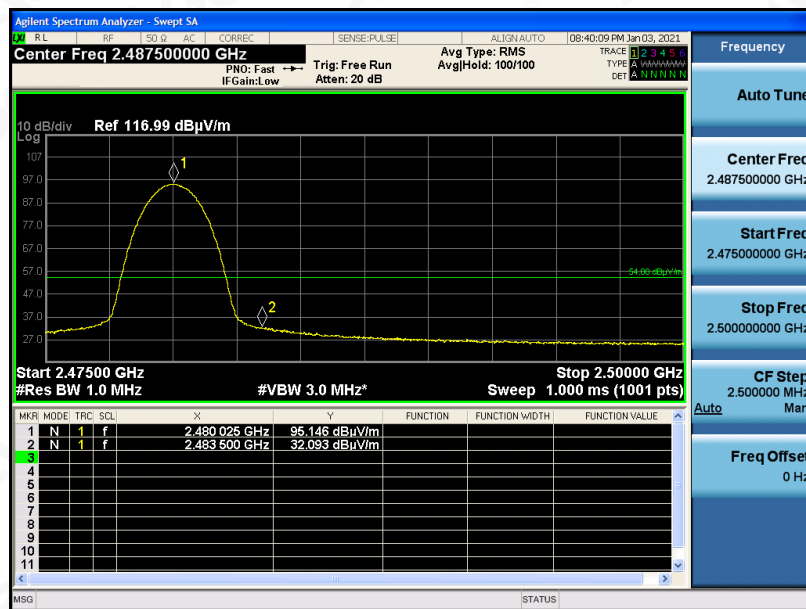 Agilent Spectrum Analyzer - Swept SA
LXI RL RF 50 Ω AC CORREC SENSE:PULSE ALIGN AUTO 08:40:09 PM Jan 03, 2021
Center Freq 2.487500000 GHz
PNO: Fast
IFGain:Low
Trig: Free Run
Atten: 20 dB
Avg Type: RMS
Avg|Hold: 100/100
TRACE 1 2 3 4 5 6
TYPE A WWWWW
DET A N N N N N
10 dB/div Ref 116.99 dBµV/m
Log
107
97.0
87.0
77.0
67.0
57.0
54.00 dBµV/m
47.0
37.0
27.0
1
2
Start 2.47500 GHz Stop 2.50000 GHz
#Res BW 1.0 MHz #VBW 3.0 MHz* Sweep 1.000 ms (1001 pts)
MKR MODE TRC SCL X Y FUNCTION FUNCTION WIDTH FUNCTION VALUE
1 N 1 f 2.480 025 GHz 95.146 dBµV/m
2 N 1 f 2.483 500 GHz 32.093 dBµV/m
3
4
5
6
7
8
9
10
11
MSG STATUS
Frequency
Auto Tune
Center Freq
2.487500000 GHz
Start Freq
2.475000000 GHz
Stop Freq
2.500000000 GHz
CF Step
2.500000 MHz
Auto Man
Freq Offset
0 Hz